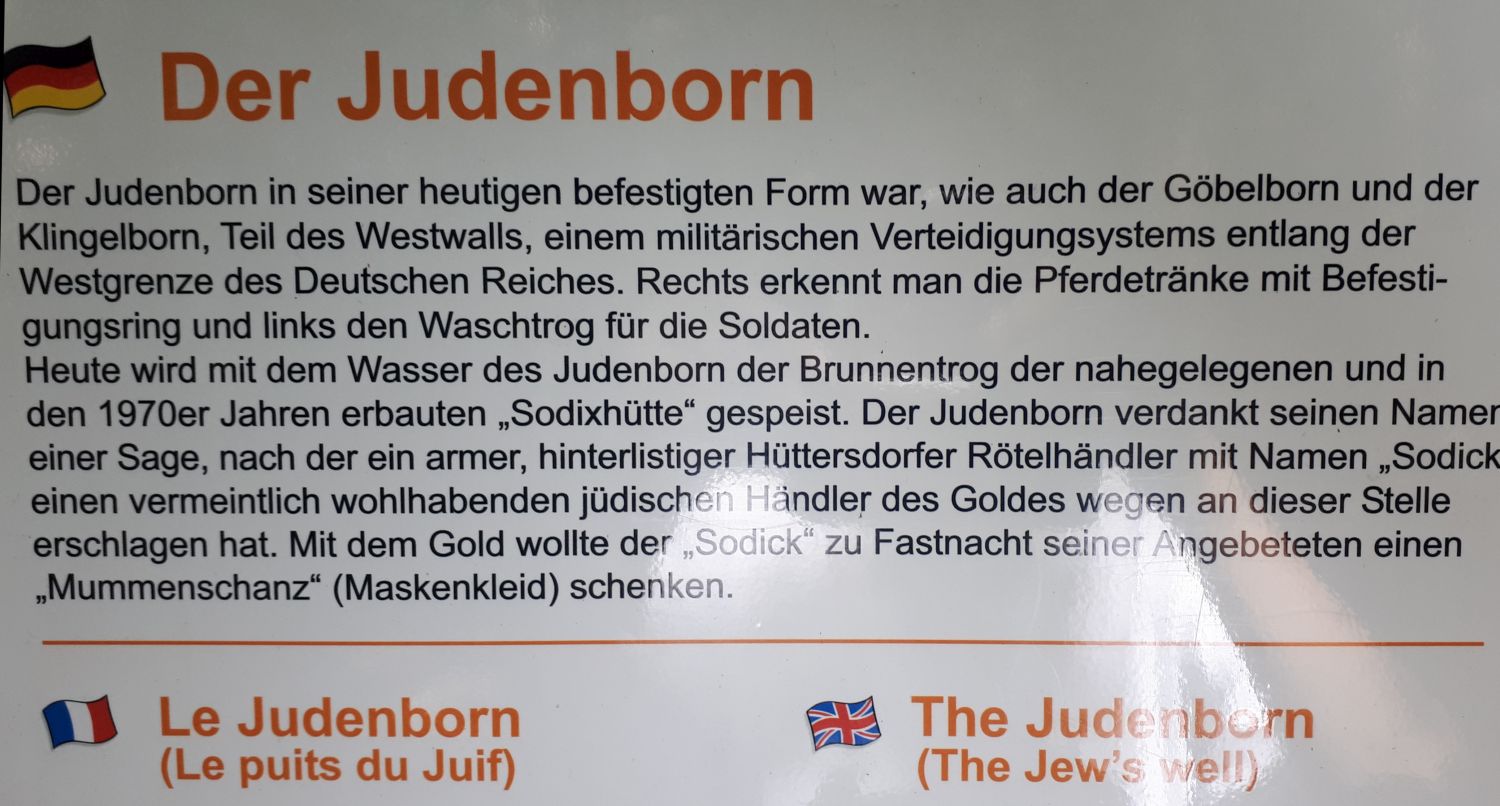 Der Judenborn
Der Judenborn in seiner heutigen befestigten Form war, wie auch der Göbelborn und der
Klingelborn, Teil des Westwalls, einem militärischen Verteidigungsystems entlang der
Westgrenze des Deutschen Reiches. Rechts erkennt man die Pferdetränke mit Befesti-
gungsring und links den Waschtrog für die Soldaten.
Heute wird mit dem Wasser des Judenborn der Brunnentrog der nahegelegenen und in
den 1970er Jahren erbauten „Sodixhütte“ gespeist. Der Judenborn verdankt seinen Namen
einer Sage, nach der ein armer, hinterlistiger Hüttersdorfer Rötelhändler mit Namen „Sodick
einen vermeintlich wohlhabenden jüdischen Händler des Goldes wegen an dieser Stelle
erschlagen hat. Mit dem Gold wollte der „Sodick“ zu Fastnacht seiner Angebeteten einen
„Mummenschanz“ (Maskenkleid) schenken.
Le Judenborn
(Le puits du Juif)
The Judenborn
(The Jew's well)